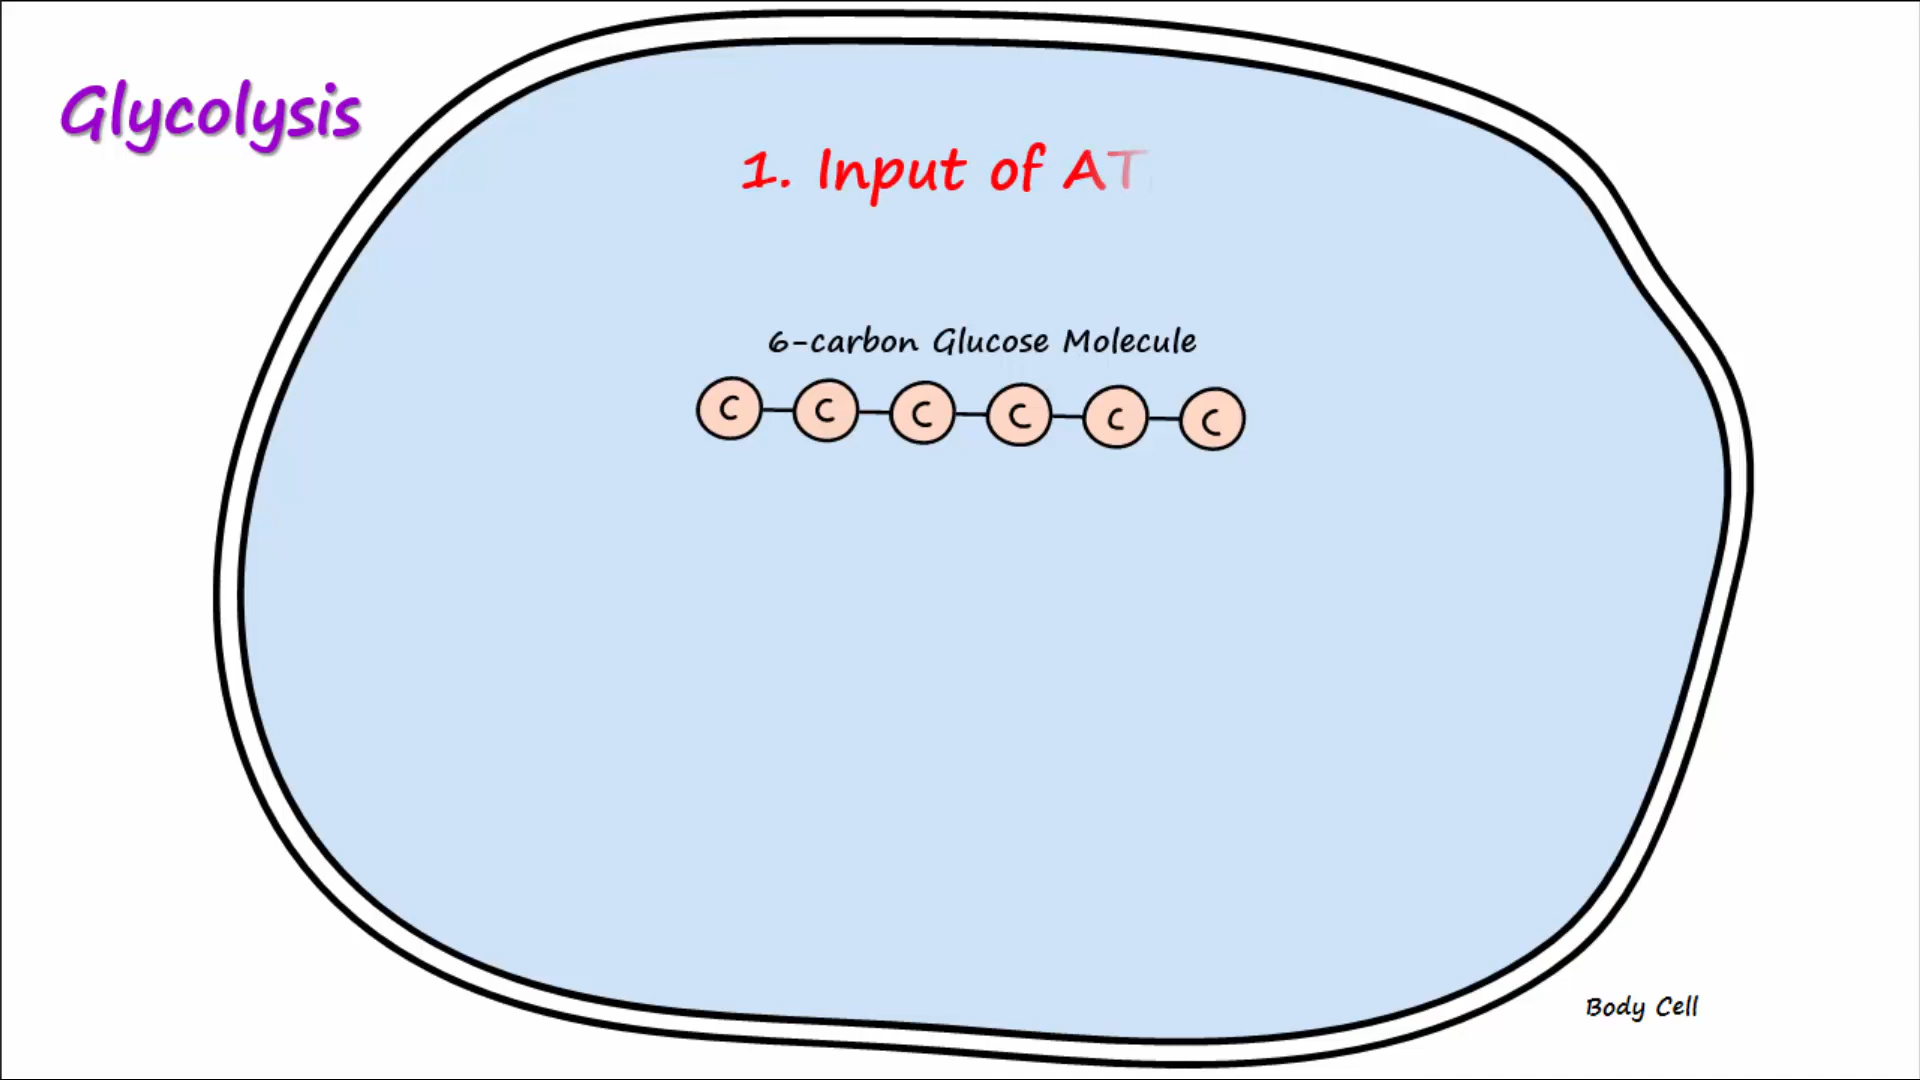 Glycolysis
1. Input of AT
6-carbon Glucose Molecule
C C C C C C
Body Cell